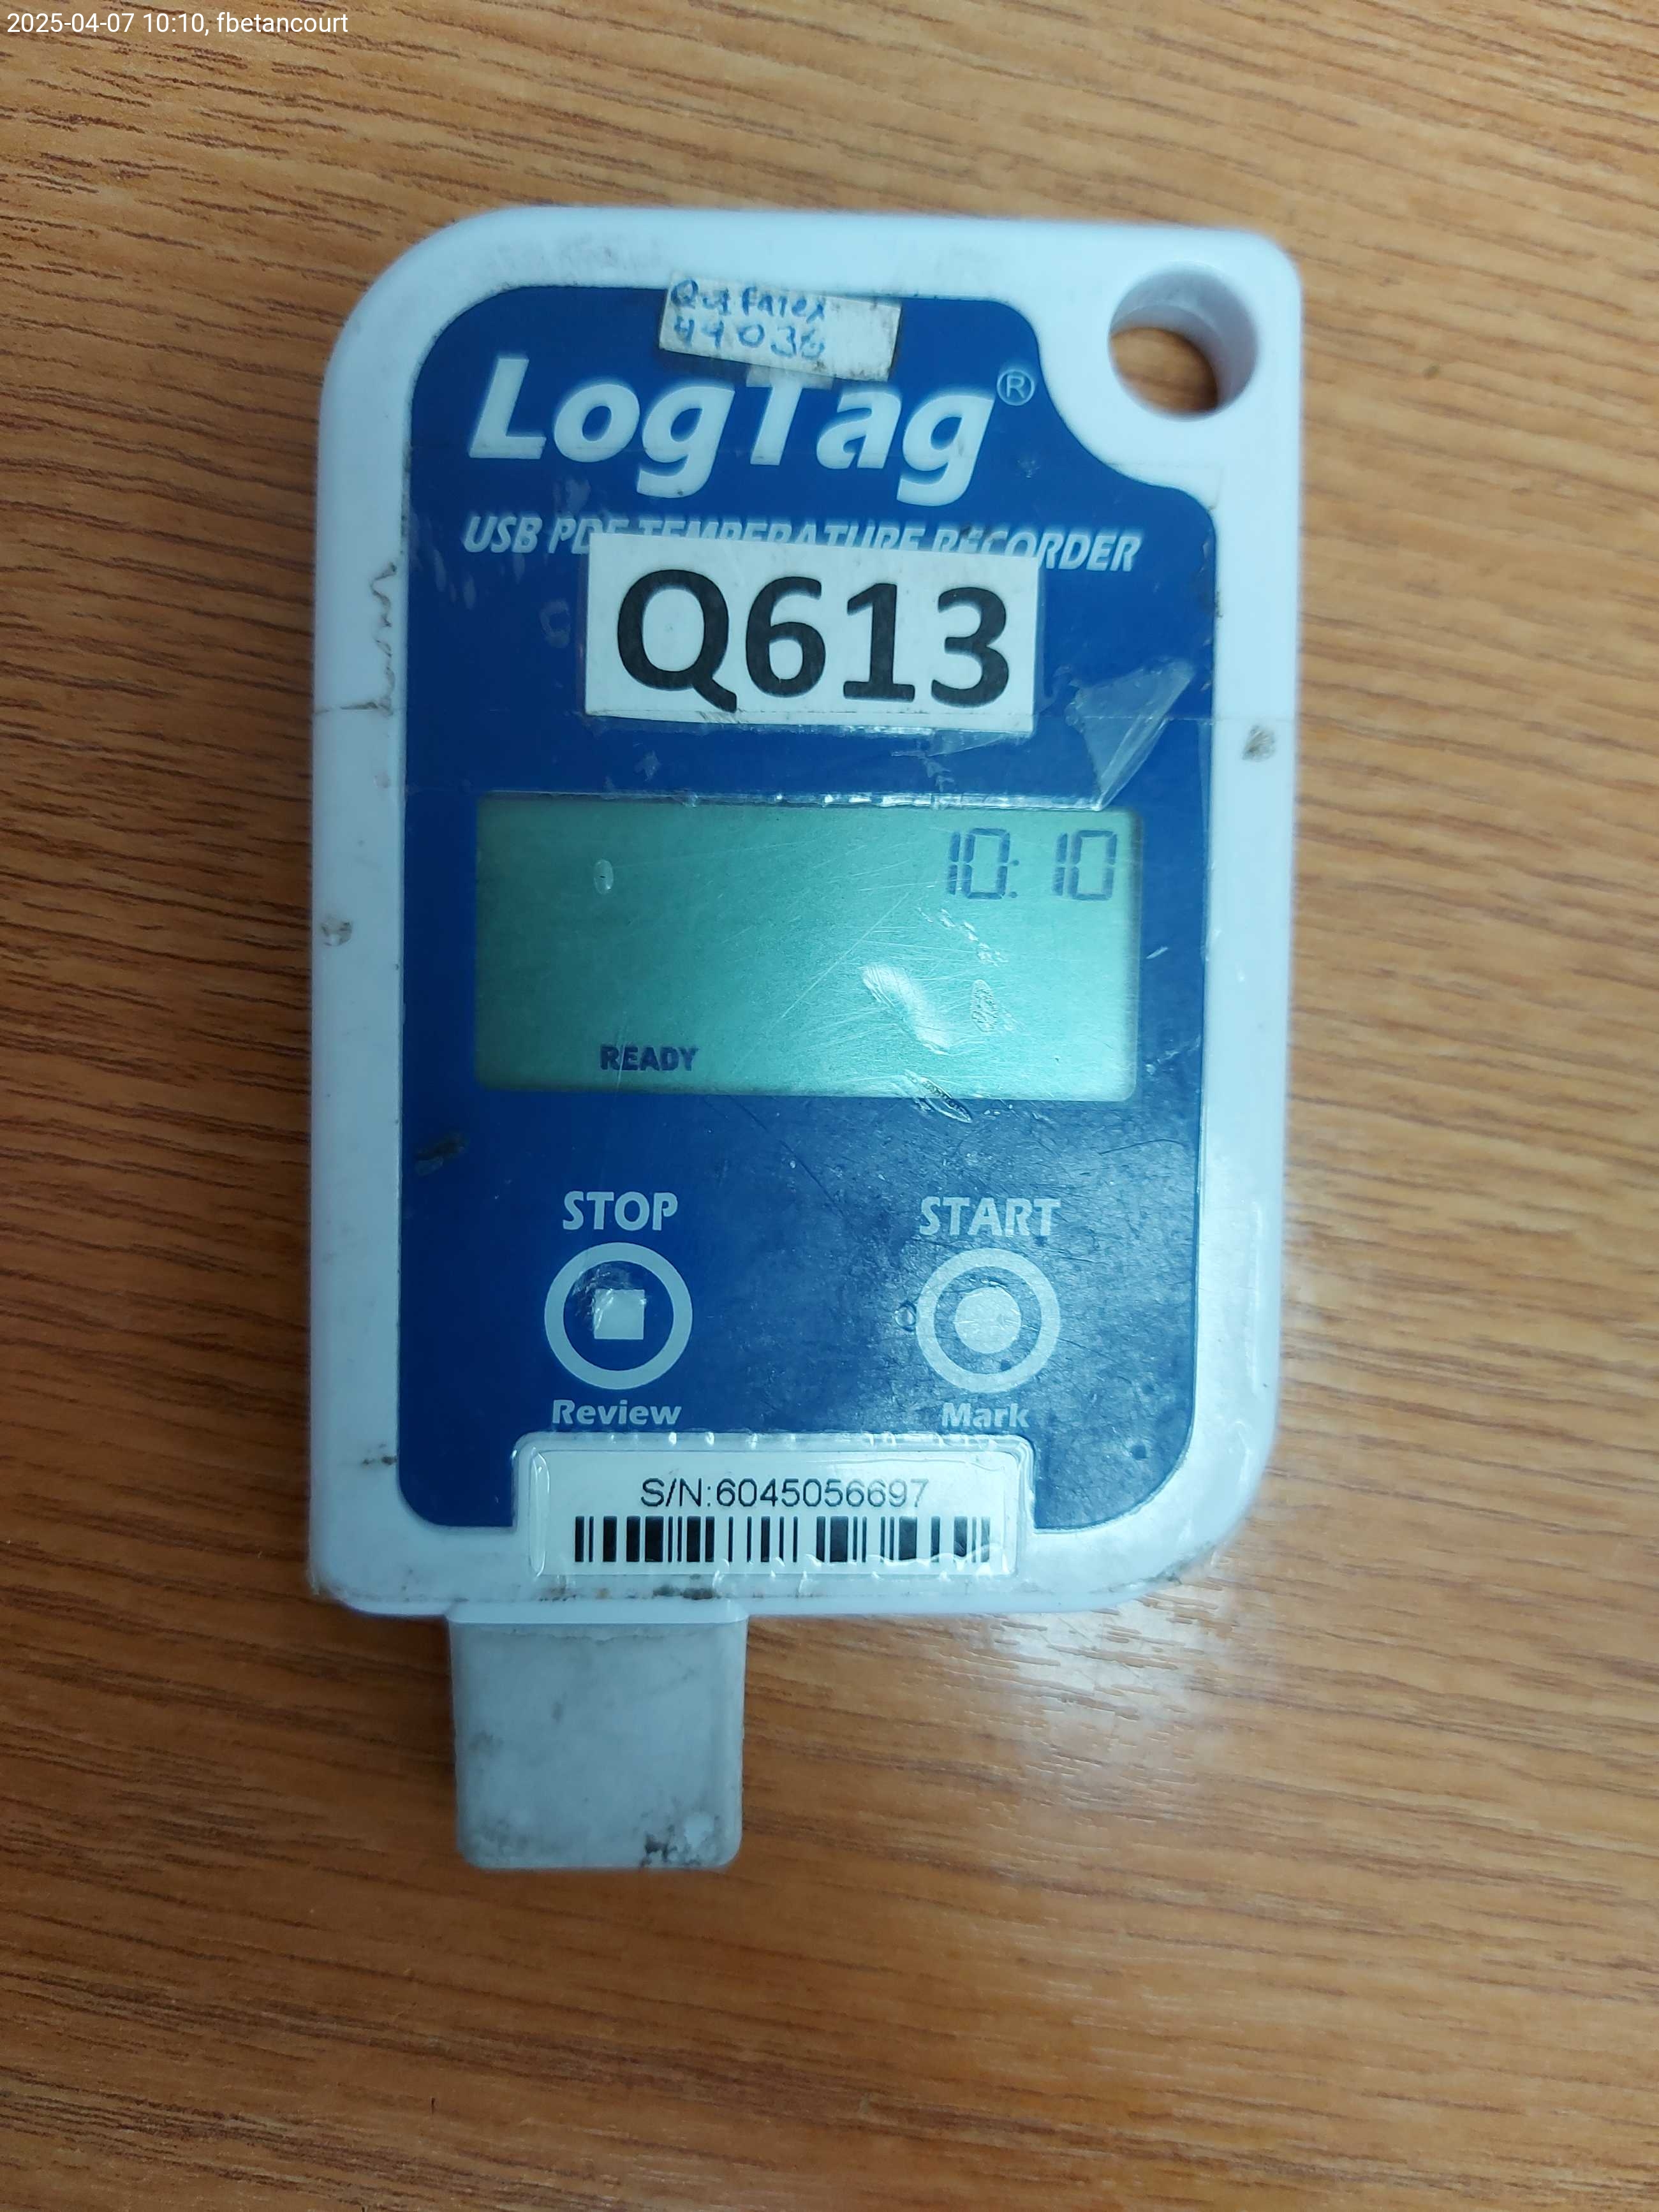 2025-04-07 10:10, fbetancourt
44036
LogTag®
USB PDF TEMPERATURE RECORDER
Q613
10:10
READY
STOP
START
Review
Mark
S/N:6045056697